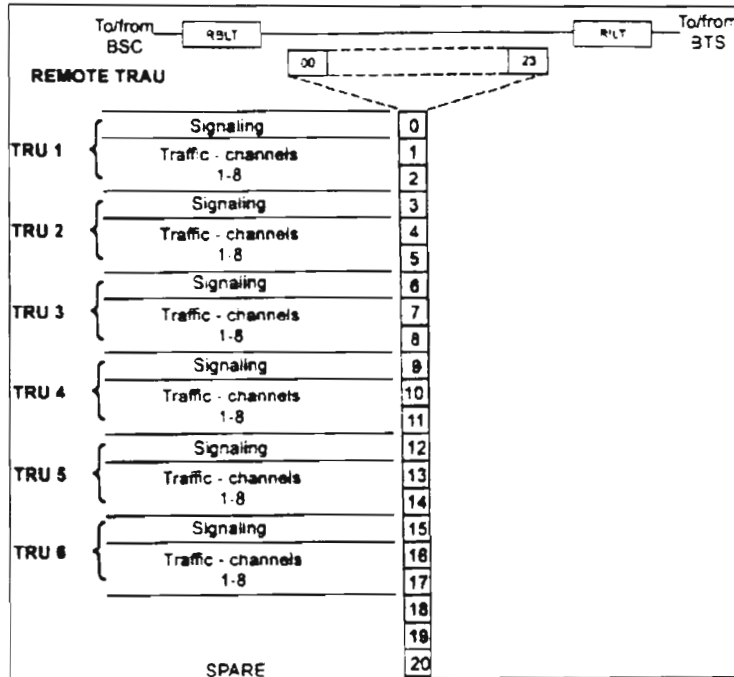 To/from BSC
RBLT
RILT
To/from BTS
00
23
REMOTE TRAU
TRU 1
Signaling
Traffic - channels
1-8
0
1
2
TRU 2
Signaling
Traffic - channels
1-8
3
4
5
TRU 3
Signaling
Traffic - channels
1-8
6
7
8
TRU 4
Signaling
Traffic - channels
1-8
9
10
11
TRU 5
Signaling
Traffic - channels
1-8
12
13
14
TRU 6
Signaling
Traffic - channels
1-8
15
16
17
18
19
SPARE
20